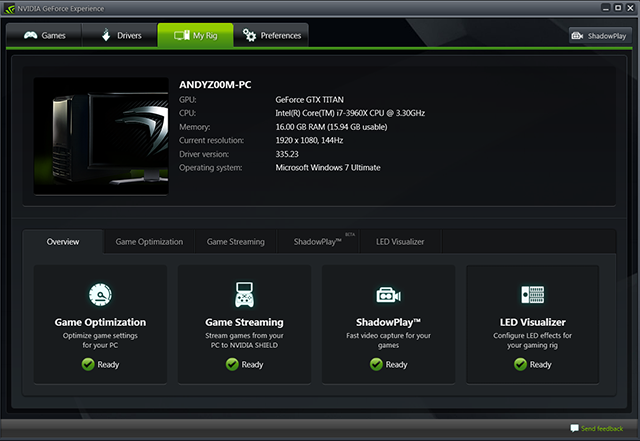 NVIDIA GeForce Experience
Games
Drivers
My Rig
Preferences
ShadowPlay
ANDYZ00M-PC
GPU: GeForce GTX TITAN
CPU: Intel(R) Core(TM) i7-3960X CPU @ 3.30GHz
Memory: 16.00 GB RAM (15.94 GB usable)
Current resolution: 1920 x 1080, 144Hz
Driver version: 335.23
Operating system: Microsoft Windows 7 Ultimate
Overview
Game Optimization
Game Streaming
ShadowPlay™ BETA
LED Visualizer
Game Optimization
Optimize game settings
for your PC
Ready
Game Streaming
Stream games from your
PC to NVIDIA SHIELD
Ready
ShadowPlay™
Fast video capture for your
games
Ready
LED Visualizer
Configure LED effects for
your gaming rig
Ready
Send feedback